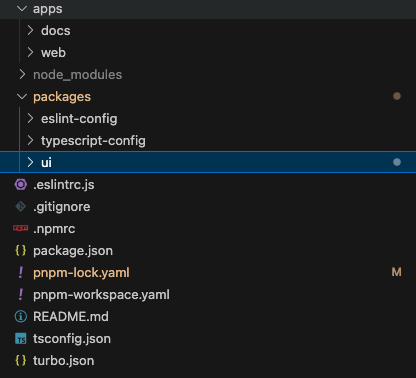 apps
docs
web
node_modules
packages
eslint-config
typescript-config
ui
.eslintrc.js
.gitignore
.npmrc
{ } package.json
! pnpm-lock.yaml M
! pnpm-workspace.yaml
README.md
TS tsconfig.json
{ } turbo.json